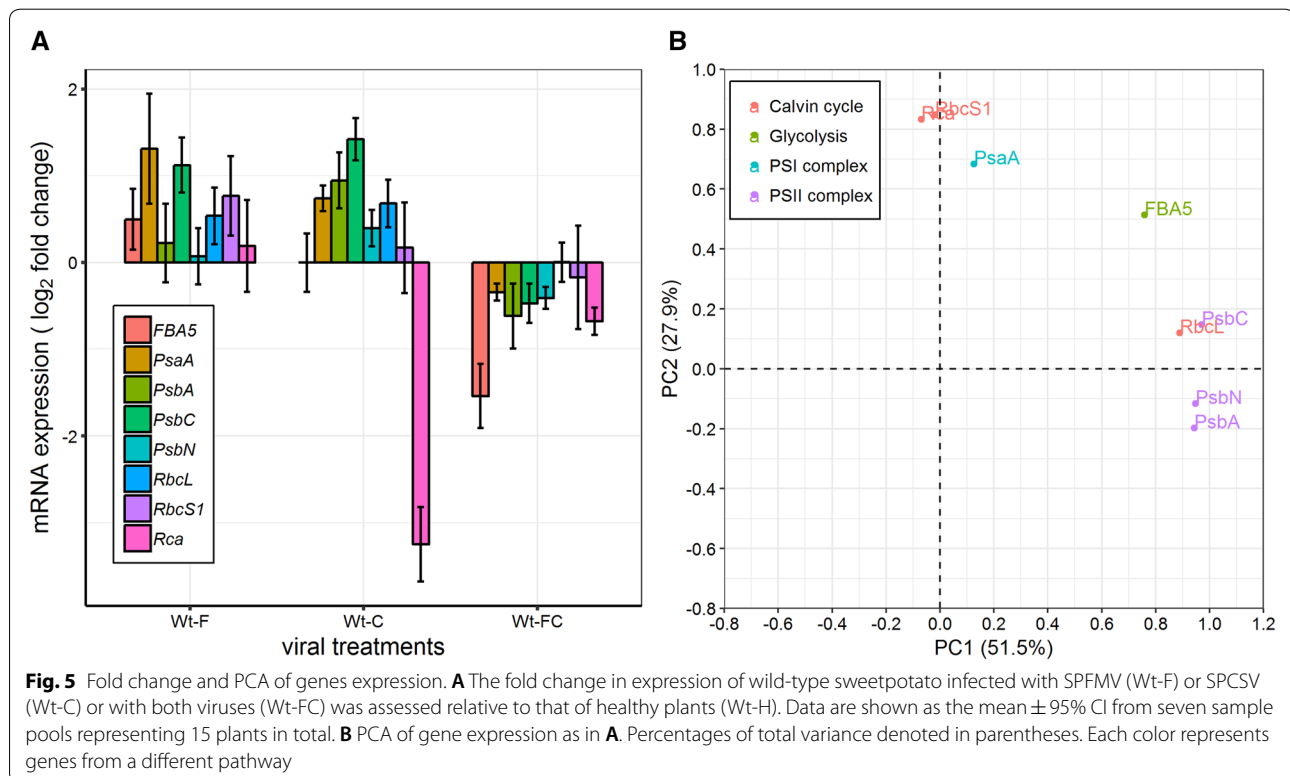 A
mRNA expression ( log2 fold change)
2
0
-2
FBA5
PsaA
PsbA
PsbC
PsbN
RbcL
RbcS1
Rca
Wt-F Wt-C Wt-FC
viral treatments
B
PC2 (27.9%)
1.0
0.8
0.6
0.4
0.2
0.0
-0.2
-0.4
-0.6
-0.8
a Calvin cycle
a Glycolysis
a PSI complex
a PSII complex
Rca
RbcS1
PsaA
FBA5
PsbC
RbcL
PsbN
PsbA
-0.8 -0.6 -0.4 -0.2 0.0 0.2 0.4 0.6 0.8 1.0 1.2
PC1 (51.5%)
Fig. 5 Fold change and PCA of genes expression. A The fold change in expression of wild-type sweetpotato infected with SPFMV (Wt-F) or SPCSV
(Wt-C) or with both viruses (Wt-FC) was assessed relative to that of healthy plants (Wt-H). Data are shown as the mean ± 95% CI from seven sample
pools representing 15 plants in total. B PCA of gene expression as in A. Percentages of total variance denoted in parentheses. Each color represents
genes from a different pathway